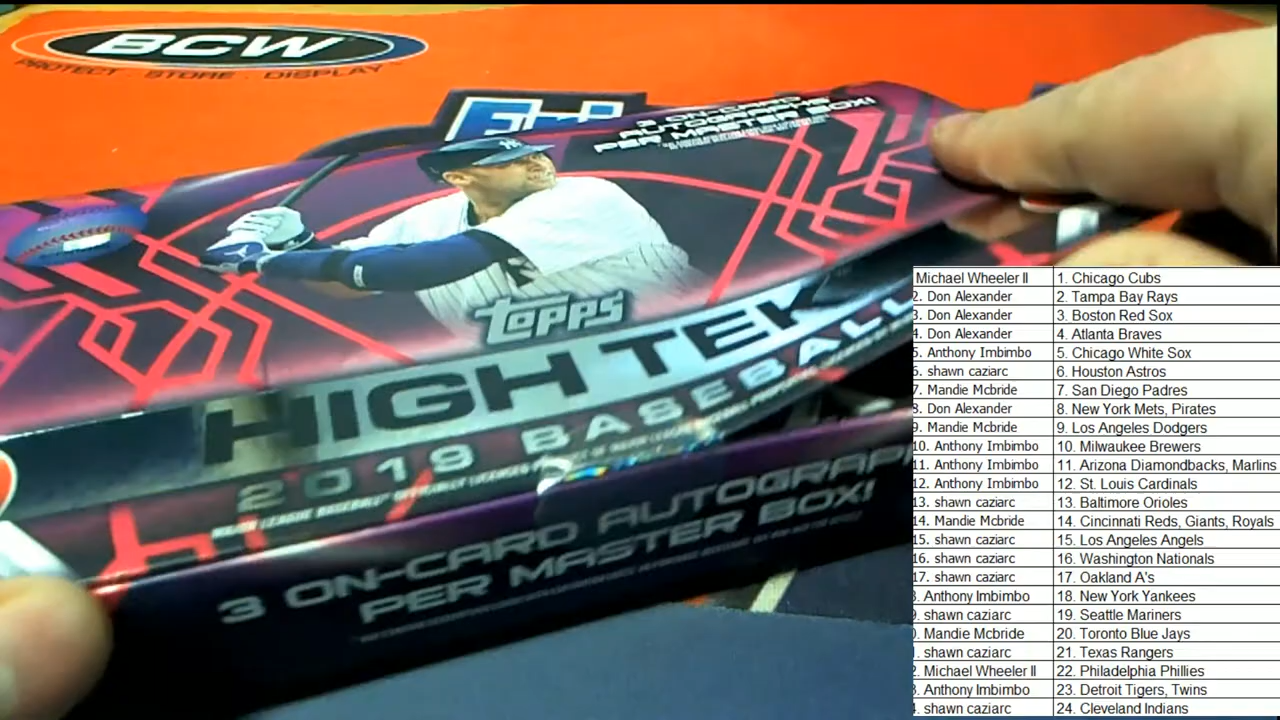 BCW
PROTECT . STORE . DISPLAY
3 ON-CARD
AUTOGRAPHS
PER MASTER BOX!
topps
HIGH TEK
2019 BASEBALL
3 ON-CARD AUTOGRAPH
PER MASTER BOX!
Michael Wheeler II 1. Chicago Cubs
2. Don Alexander 2. Tampa Bay Rays
3. Don Alexander 3. Boston Red Sox
4. Don Alexander 4. Atlanta Braves
5. Anthony Imbimbo 5. Chicago White Sox
6. shawn caziarc 6. Houston Astros
7. Mandie Mcbride 7. San Diego Padres
8. Don Alexander 8. New York Mets, Pirates
9. Mandie Mcbride 9. Los Angeles Dodgers
10. Anthony Imbimbo 10. Milwaukee Brewers
11. Anthony Imbimbo 11. Arizona Diamondbacks, Marlins
12. Anthony Imbimbo 12. St. Louis Cardinals
13. shawn caziarc 13. Baltimore Orioles
14. Mandie Mcbride 14. Cincinnati Reds, Giants, Royals
15. shawn caziarc 15. Los Angeles Angels
16. shawn caziarc 16. Washington Nationals
17. shawn caziarc 17. Oakland A's
Anthony Imbimbo 18. New York Yankees
shawn caziarc 19. Seattle Mariners
Mandie Mcbride 20. Toronto Blue Jays
shawn caziarc 21. Texas Rangers
Michael Wheeler II 22. Philadelphia Phillies
Anthony Imbimbo 23. Detroit Tigers, Twins
shawn caziarc 24. Cleveland Indians